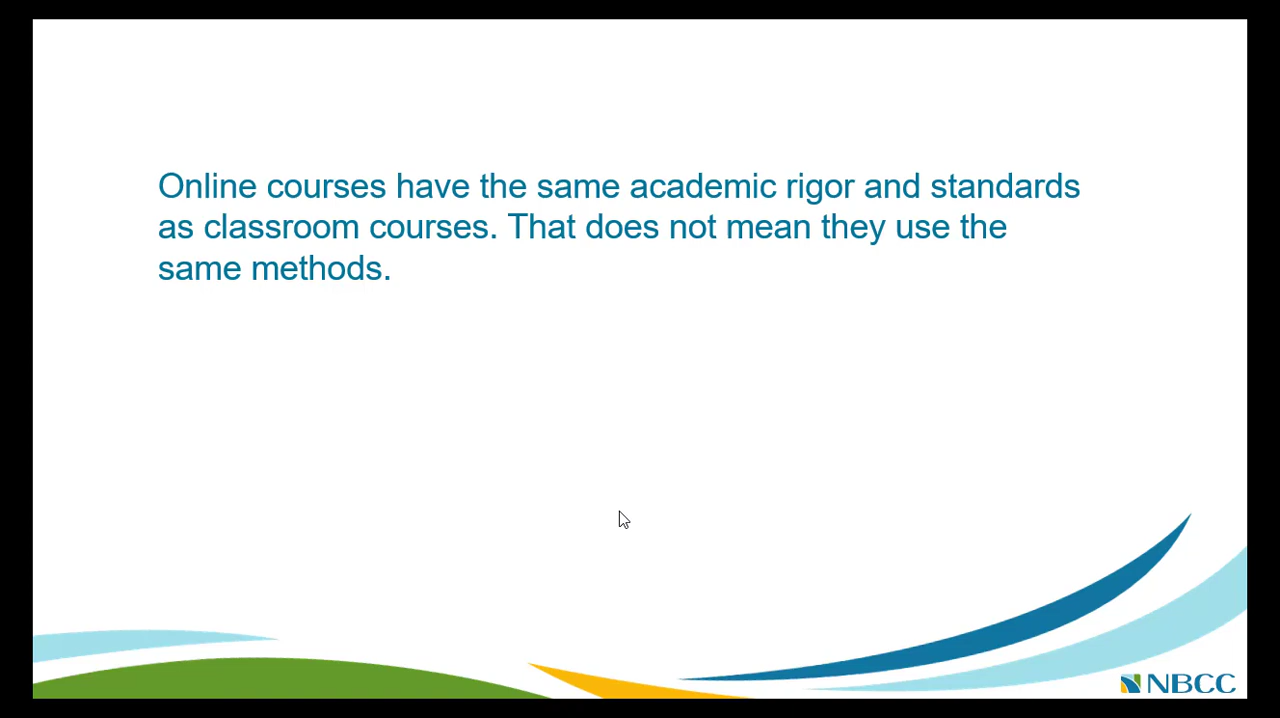 Online courses have the same academic rigor and standards
as classroom courses. That does not mean they use the
same methods.
NBCC